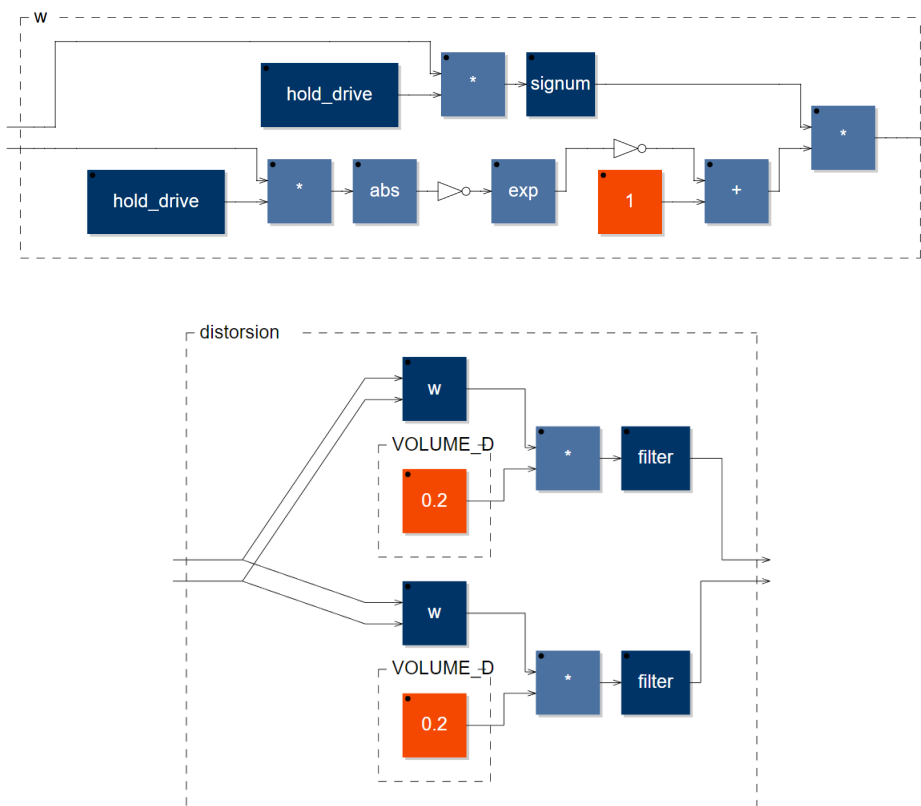 w
hold_drive
*
signum
*
hold_drive
*
abs
exp
1
+
distorsion
w
VOLUME_D
0.2
*
filter
w
VOLUME_D
0.2
*
filter